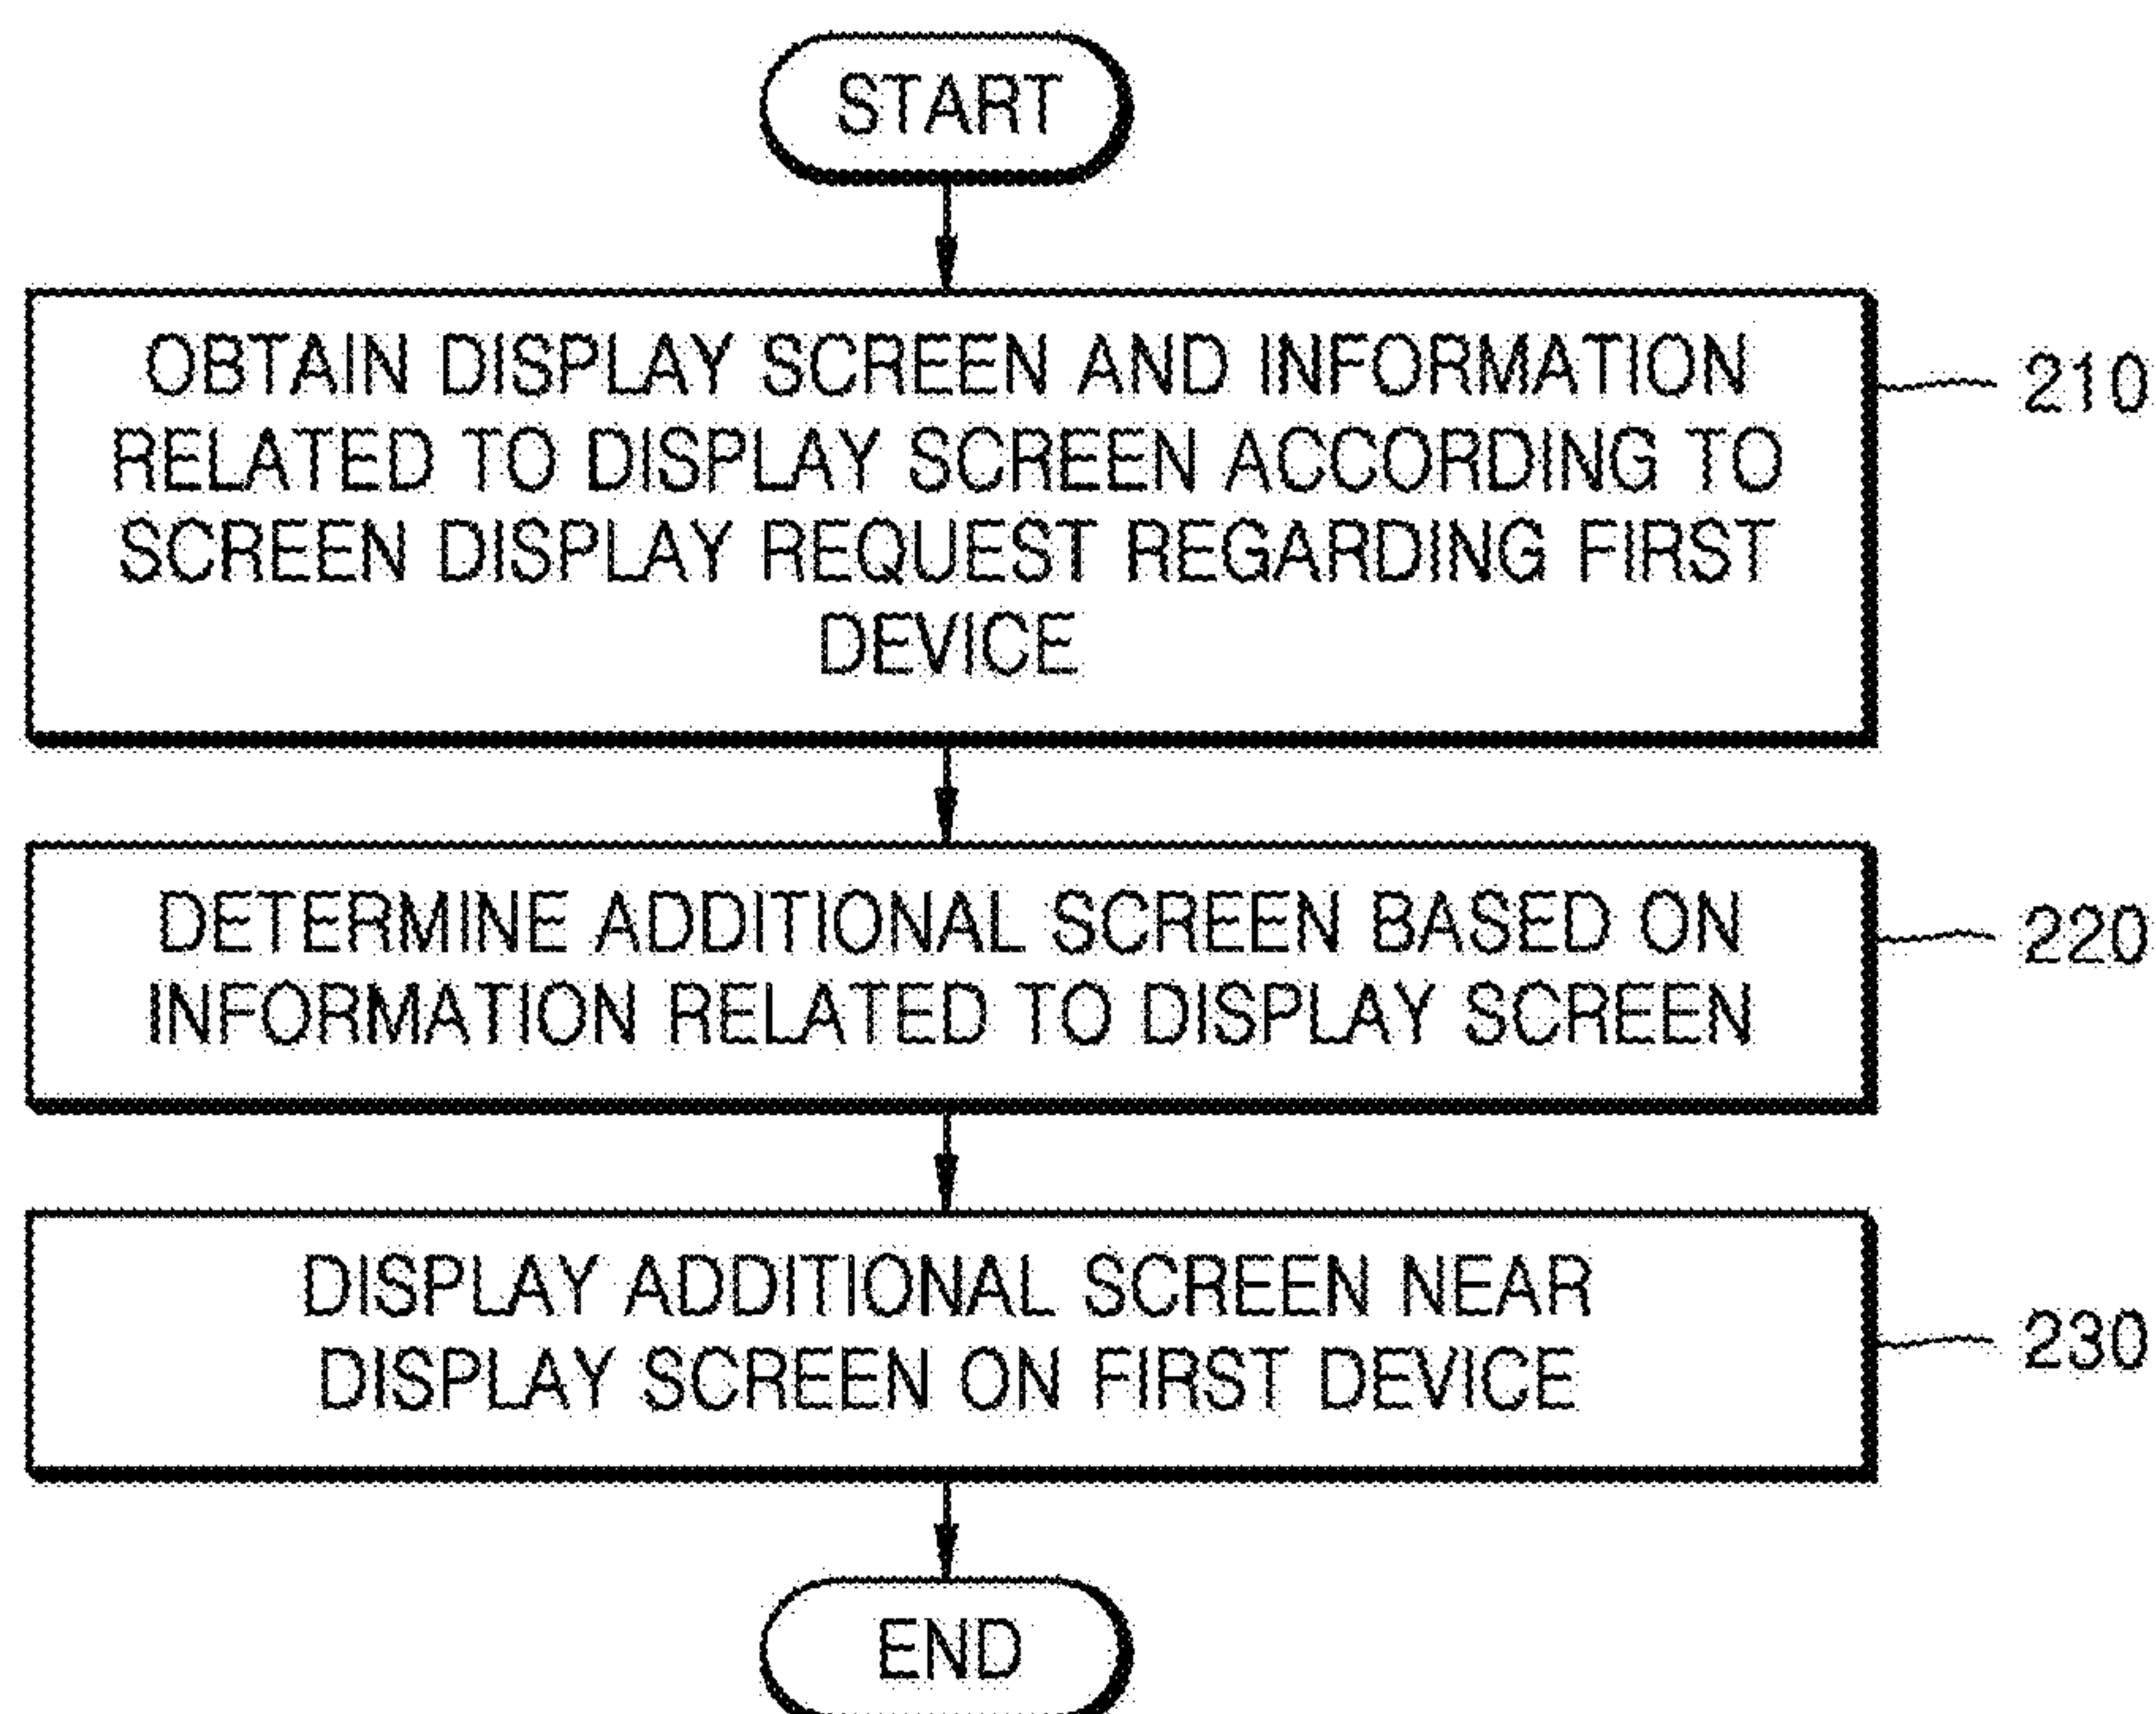 START
OBTAIN DISPLAY SCREEN AND INFORMATION
RELATED TO DISPLAY SCREEN ACCORDING TO
SCREEN DISPLAY REQUEST REGARDING FIRST
DEVICE
210
DETERMINE ADDITIONAL SCREEN BASED ON
INFORMATION RELATED TO DISPLAY SCREEN
220
DISPLAY ADDITIONAL SCREEN NEAR
DISPLAY SCREEN ON FIRST DEVICE
230
END